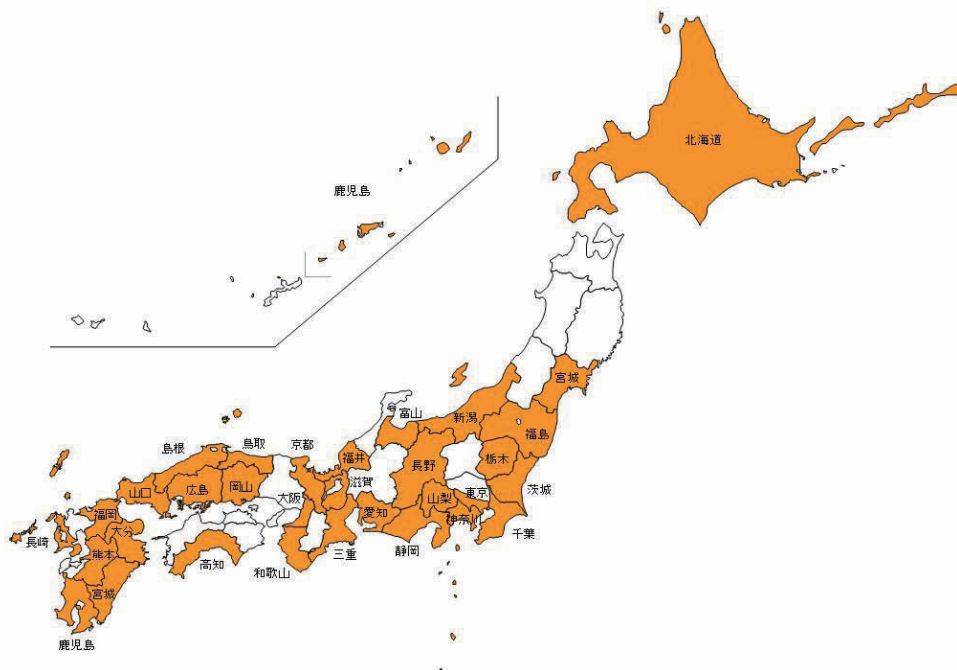 北海道
鹿児島
宮城
富山
新潟
福島
島根
鳥取
京都
福井
長野
栃木
滋賀
山口
広島
岡山
大阪
山梨
東京
茨城
福岡
愛知
神奈川
大分
千葉
長崎
熊本
三重
静岡
高知
和歌山
宮城
鹿児島